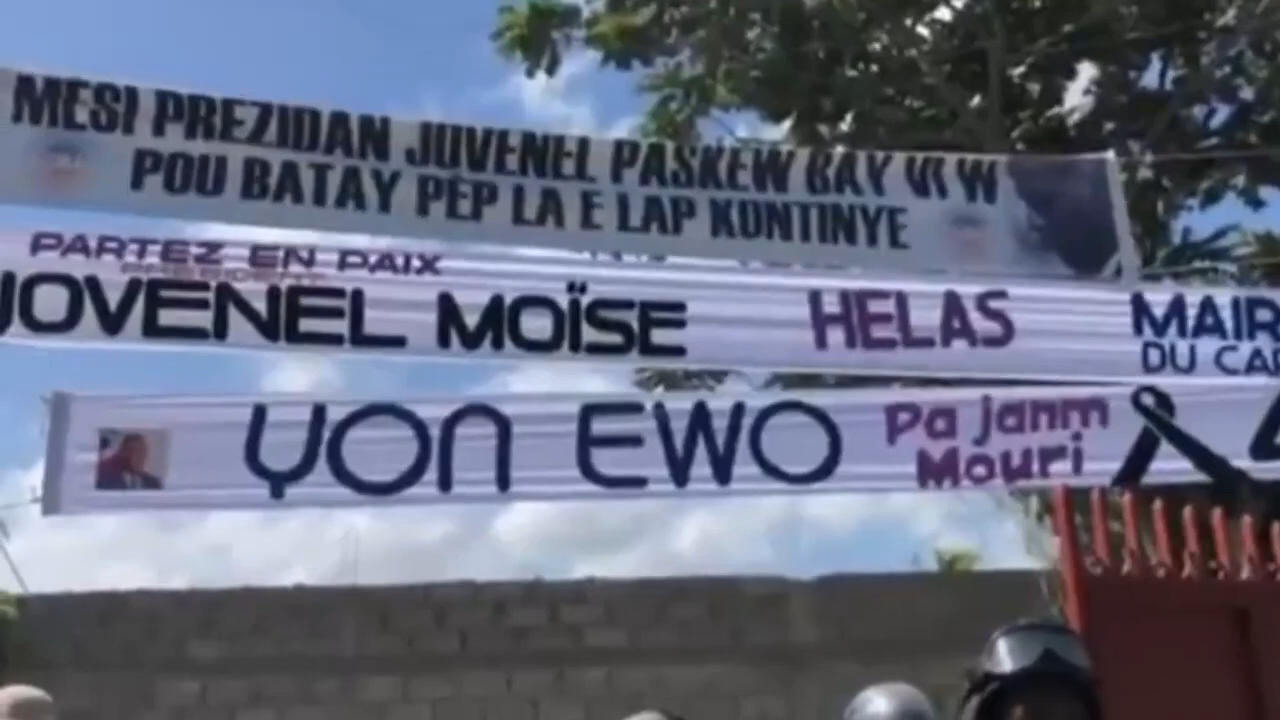 MESI PREZIDAN JUVENEL PASKEW BAY VI W
POU BATAY PÈP LA E LAP KONTINYE
PARTEZ EN PAIX
JOVENEL MOÏSE HELAS MAIR
DU CAP
YON EWO Pa Janm
Mouri